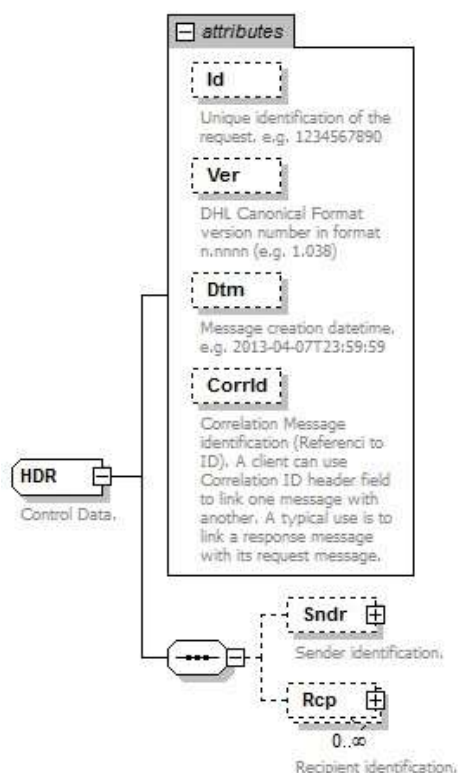 attributes
Id
Unique identification of the
request. e.g. 1234567890
Ver
DHL Canonical Format
version number in format
n.nnnn (e.g. 1.038)
Dtm
Message creation datetime.
e.g. 2013-04-07T23:59:59
CorrId
Correlation Message
identification (Referenci to
ID). A client can use
Correlation ID header field
to link one message with
another. A typical use is to
link a response message
with its request message.
HDR
Control Data.
Sndr
Sender identification.
Rcp
0..∞
Recipient identification.